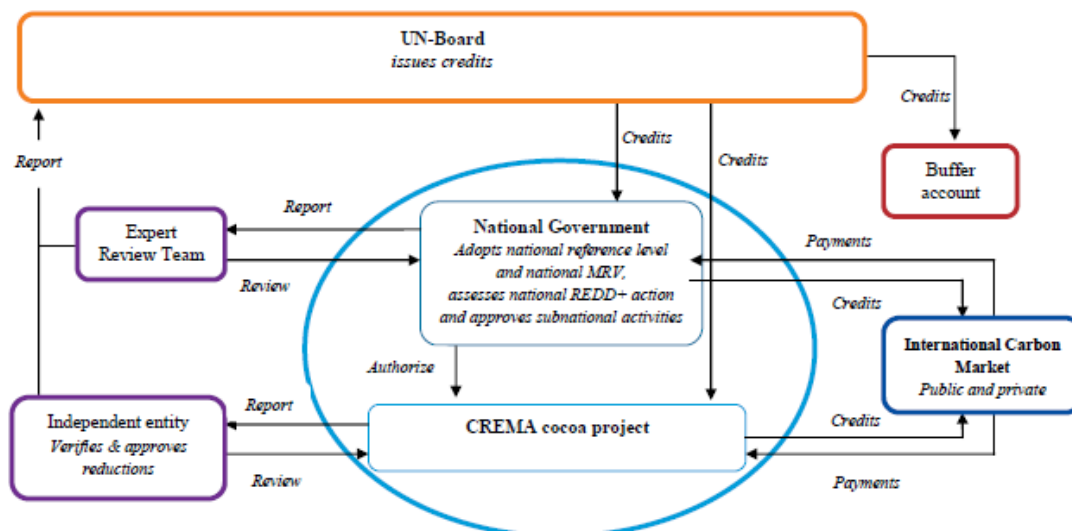 UN-Board
issues credits
Credits
Credits
Credits
Report
Buffer
account
Report
Expert
Review Team
Review
National Government
Adopts national reference level
and national MRV,
assesses national REDD+ action
and approves subnational activities
Payments
Credits
International Carbon
Market
Public and private
Authorize
Report
Independent entity
Verifies & approves
reductions
Review
CREMA cocoa project
Credits
Payments